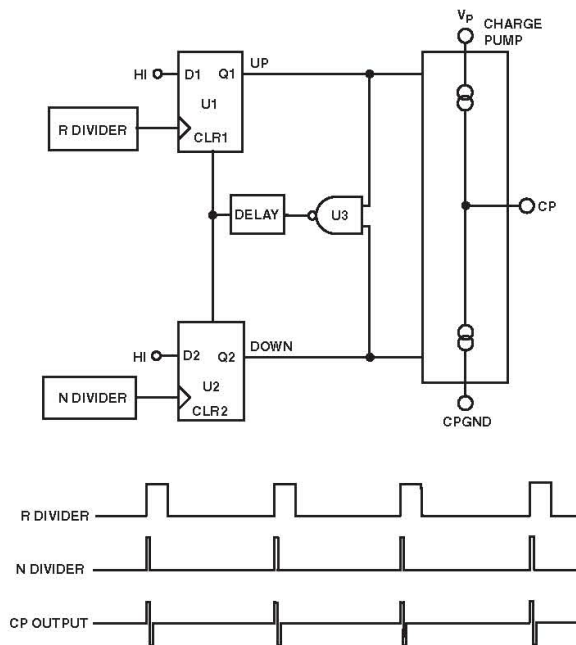 VP
CHARGE
PUMP
HI
D1
Q1
UP
U1
R DIVIDER
CLR1
DELAY
U3
CP
HI
D2
Q2
DOWN
U2
N DIVIDER
CLR2
CPGND
R DIVIDER
N DIVIDER
CP OUTPUT